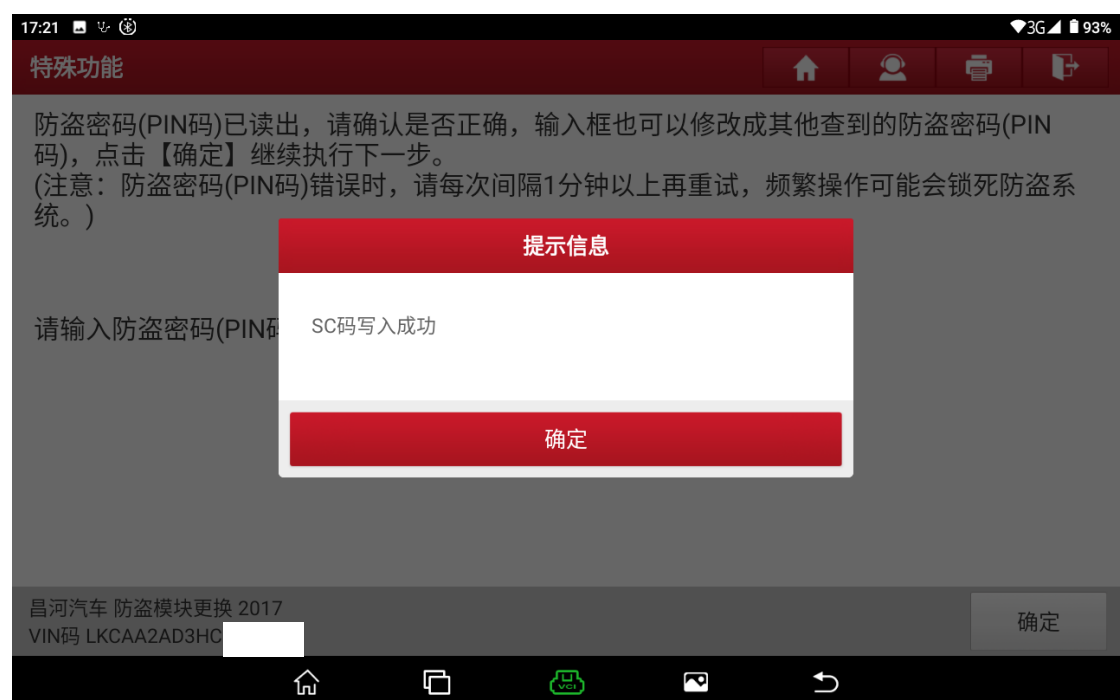 17:21
3G 93%
特殊功能
防盗密码(PIN码)已读出，请确认是否正确，输入框也可以修改成其他查到的防盗密码(PIN
码)，点击【确定】继续执行下一步。
(注意：防盗密码(PIN码)错误时，请每次间隔1分钟以上再重试，频繁操作可能会锁死防盗系
统。)
提示信息
请输入防盗密码(PIN
SC码写入成功
确定
昌河汽车 防盗模块更换 2017
VIN码 LKCAA2AD3HC
确定
VCI